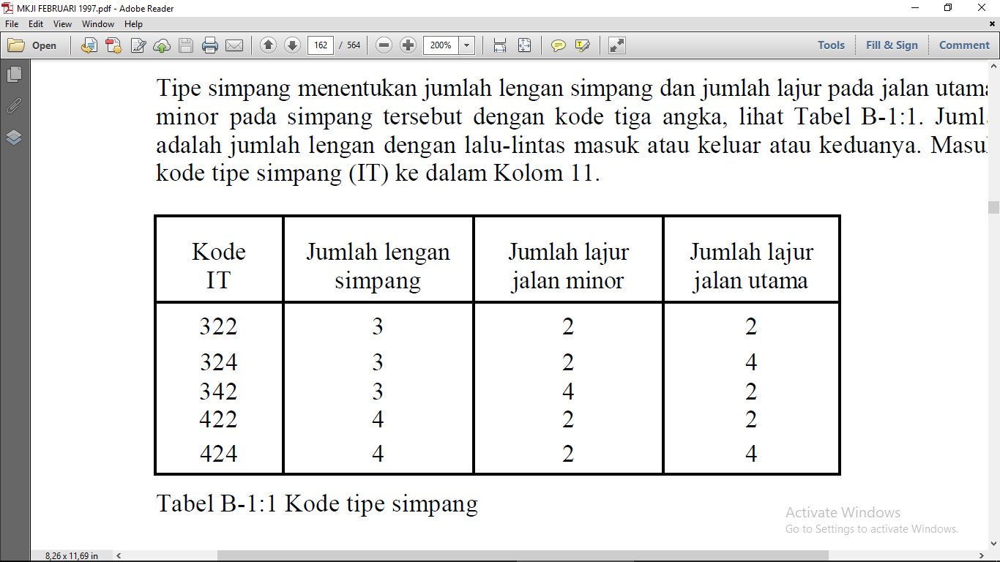 MKJI FEBRUARI 1997.pdf - Adobe Reader
File Edit View Window Help
Open 162 / 564 200% Tools Fill & Sign Comment
Tipe simpang menentukan jumlah lengan simpang dan jumlah lajur pada jalan utama
minor pada simpang tersebut dengan kode tiga angka, lihat Tabel B-1:1. Jumla
adalah jumlah lengan dengan lalu-lintas masuk atau keluar atau keduanya. Masu
kode tipe simpang (IT) ke dalam Kolom 11.
Kode IT Jumlah lengan simpang Jumlah lajur jalan minor Jumlah lajur jalan utama
322 3 2 2
324 3 2 4
342 3 4 2
422 4 2 2
424 4 2 4
Tabel B-1:1 Kode tipe simpang
Activate Windows
Go to Settings to activate Windows.
8,26 x 11,69 in